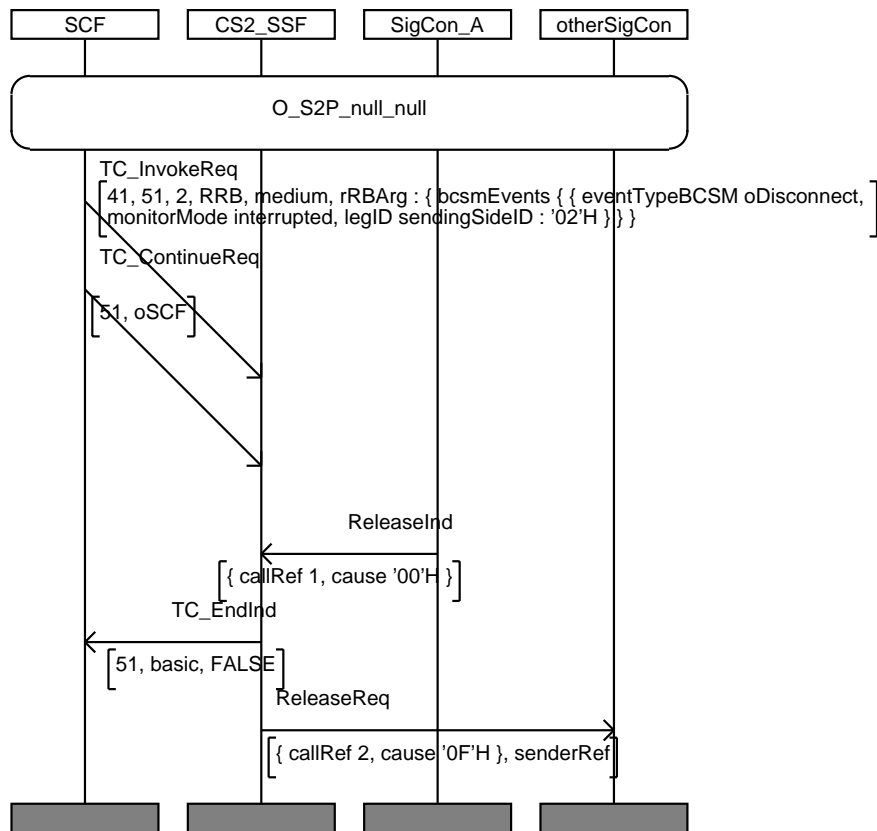 SCF CS2_SSF SigCon_A otherSigCon
O_S2P_null_null
TC_InvokeReq
41, 51, 2, RRB, medium, rRBArg : { bcsmEvents { { eventTypeBCSM oDisconnect,
monitorMode interrupted, legID sendingSideID : '02'H } } }
TC_ContinueReq
51, oSCF
ReleaseInd
{ callRef 1, cause '00'H }
TC_EndInd
51, basic, FALSE
ReleaseReq
{ callRef 2, cause '0F'H }, senderRef